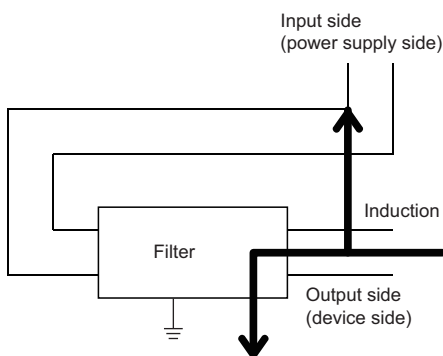 Input side
(power supply side)
Induction
Filter
Output side
(device side)